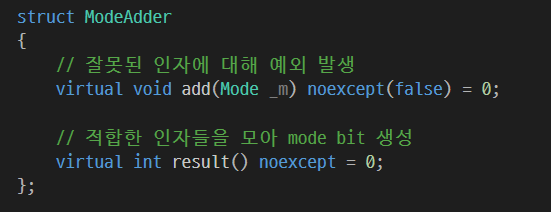 struct ModeAdder
{
    // 잘못된 인자에 대해 예외 발생
    virtual void add(Mode _m) noexcept(false) = 0;
    // 적합한 인자들을 모아 mode bit 생성
    virtual int result() noexcept = 0;
};